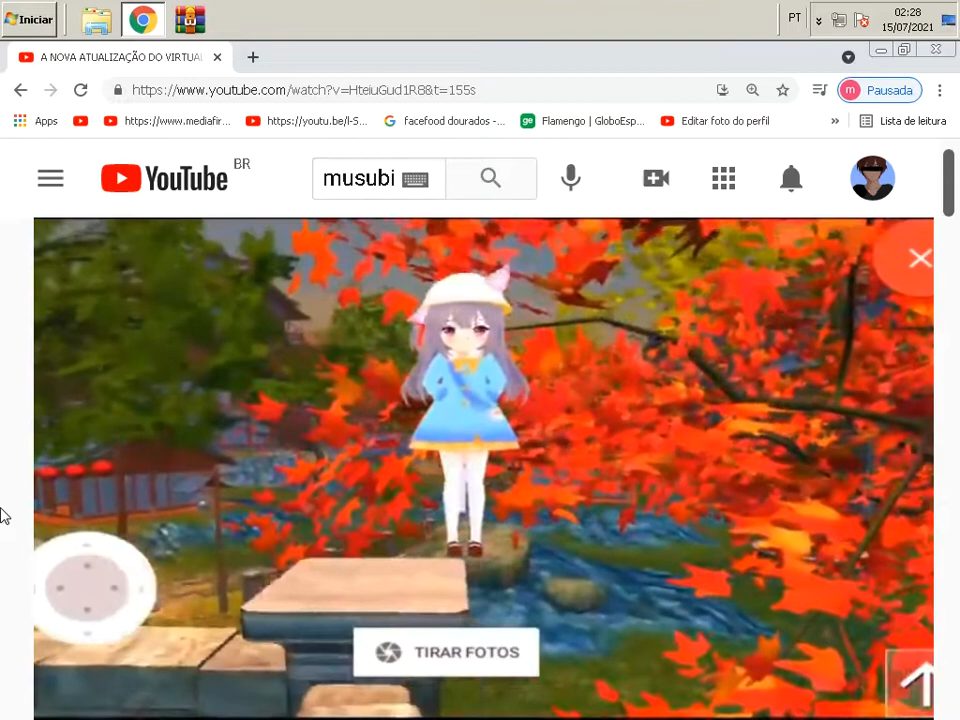 Iniciar
PT
02:28
15/07/2021
A NOVA ATUALIZAÇÃO DO VIRTUAL
https://www.youtube.com/watch?v=HteiuGud1R8&t=155s
m Pausada
Apps
https://www.mediafir...
https://youtu.be/l-S...
facefood dourados -...
ge Flamengo | GloboEsp...
Editar foto do perfil
»
Lista de leitura
YouTube BR
musubi
TIRAR FOTOS